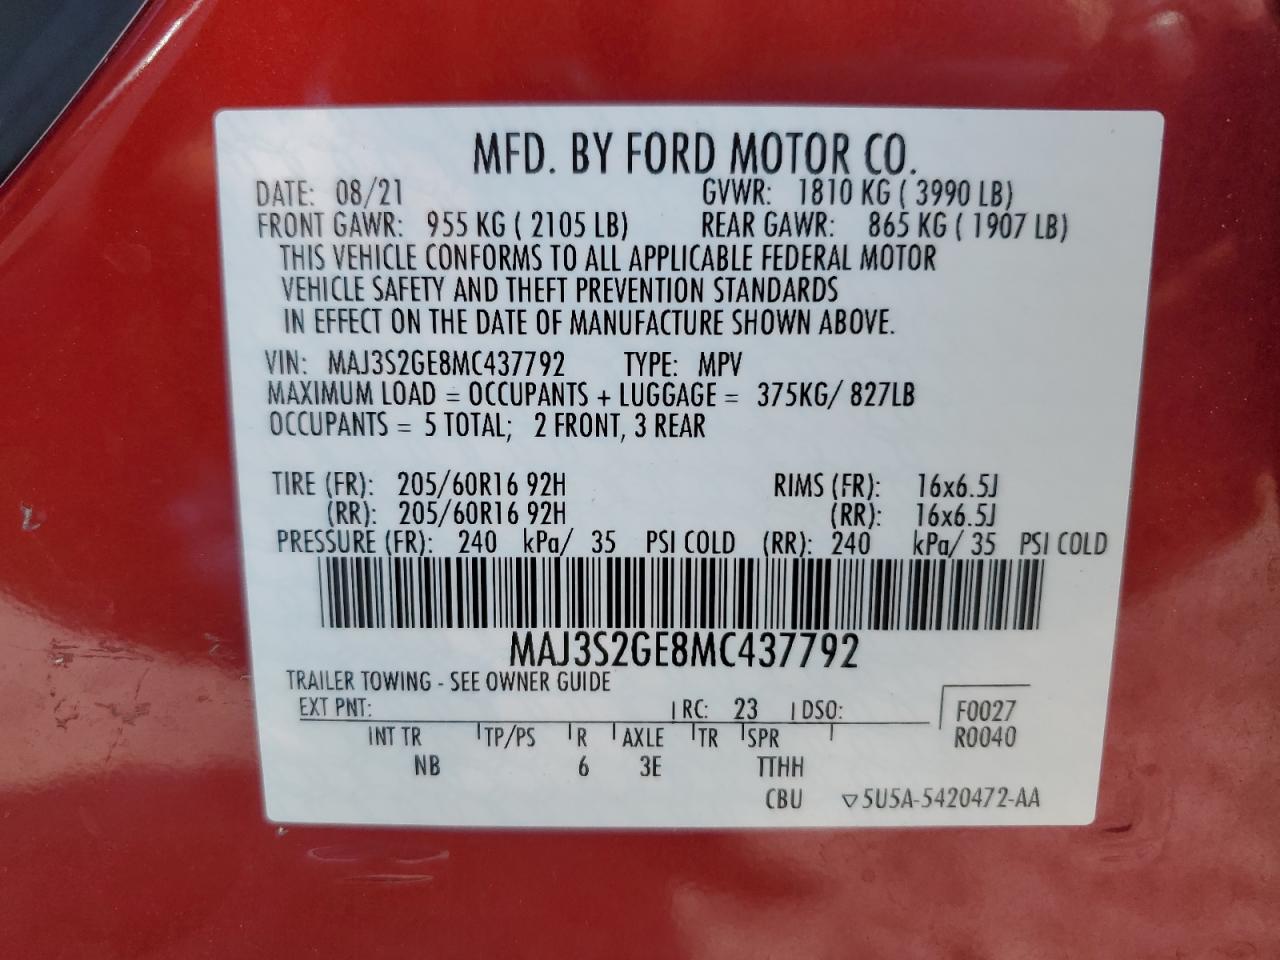 MFD. BY FORD MOTOR CO.
DATE: 08/21 GVWR: 1810 KG ( 3990 LB)
FRONT GAWR: 955 KG ( 2105 LB) REAR GAWR: 865 KG ( 1907 LB)
THIS VEHICLE CONFORMS TO ALL APPLICABLE FEDERAL MOTOR
VEHICLE SAFETY AND THEFT PREVENTION STANDARDS
IN EFFECT ON THE DATE OF MANUFACTURE SHOWN ABOVE.
VIN: MAJ3S2GE8MC437792 TYPE: MPV
MAXIMUM LOAD = OCCUPANTS + LUGGAGE = 375KG/ 827LB
OCCUPANTS = 5 TOTAL; 2 FRONT, 3 REAR
TIRE (FR): 205/60R16 92H RIMS (FR): 16x6.5J
(RR): 205/60R16 92H (RR): 16x6.5J
PRESSURE (FR): 240 kPa/ 35 PSI COLD (RR): 240 kPa/ 35 PSI COLD
MAJ3S2GE8MC437792
TRAILER TOWING - SEE OWNER GUIDE
EXT PNT: RC: 23 DSO: F0027
INT TR TP/PS R AXLE TR SPR R0040
NB 6 3E TTHH
CBU ▽5U5A-5420472-AA